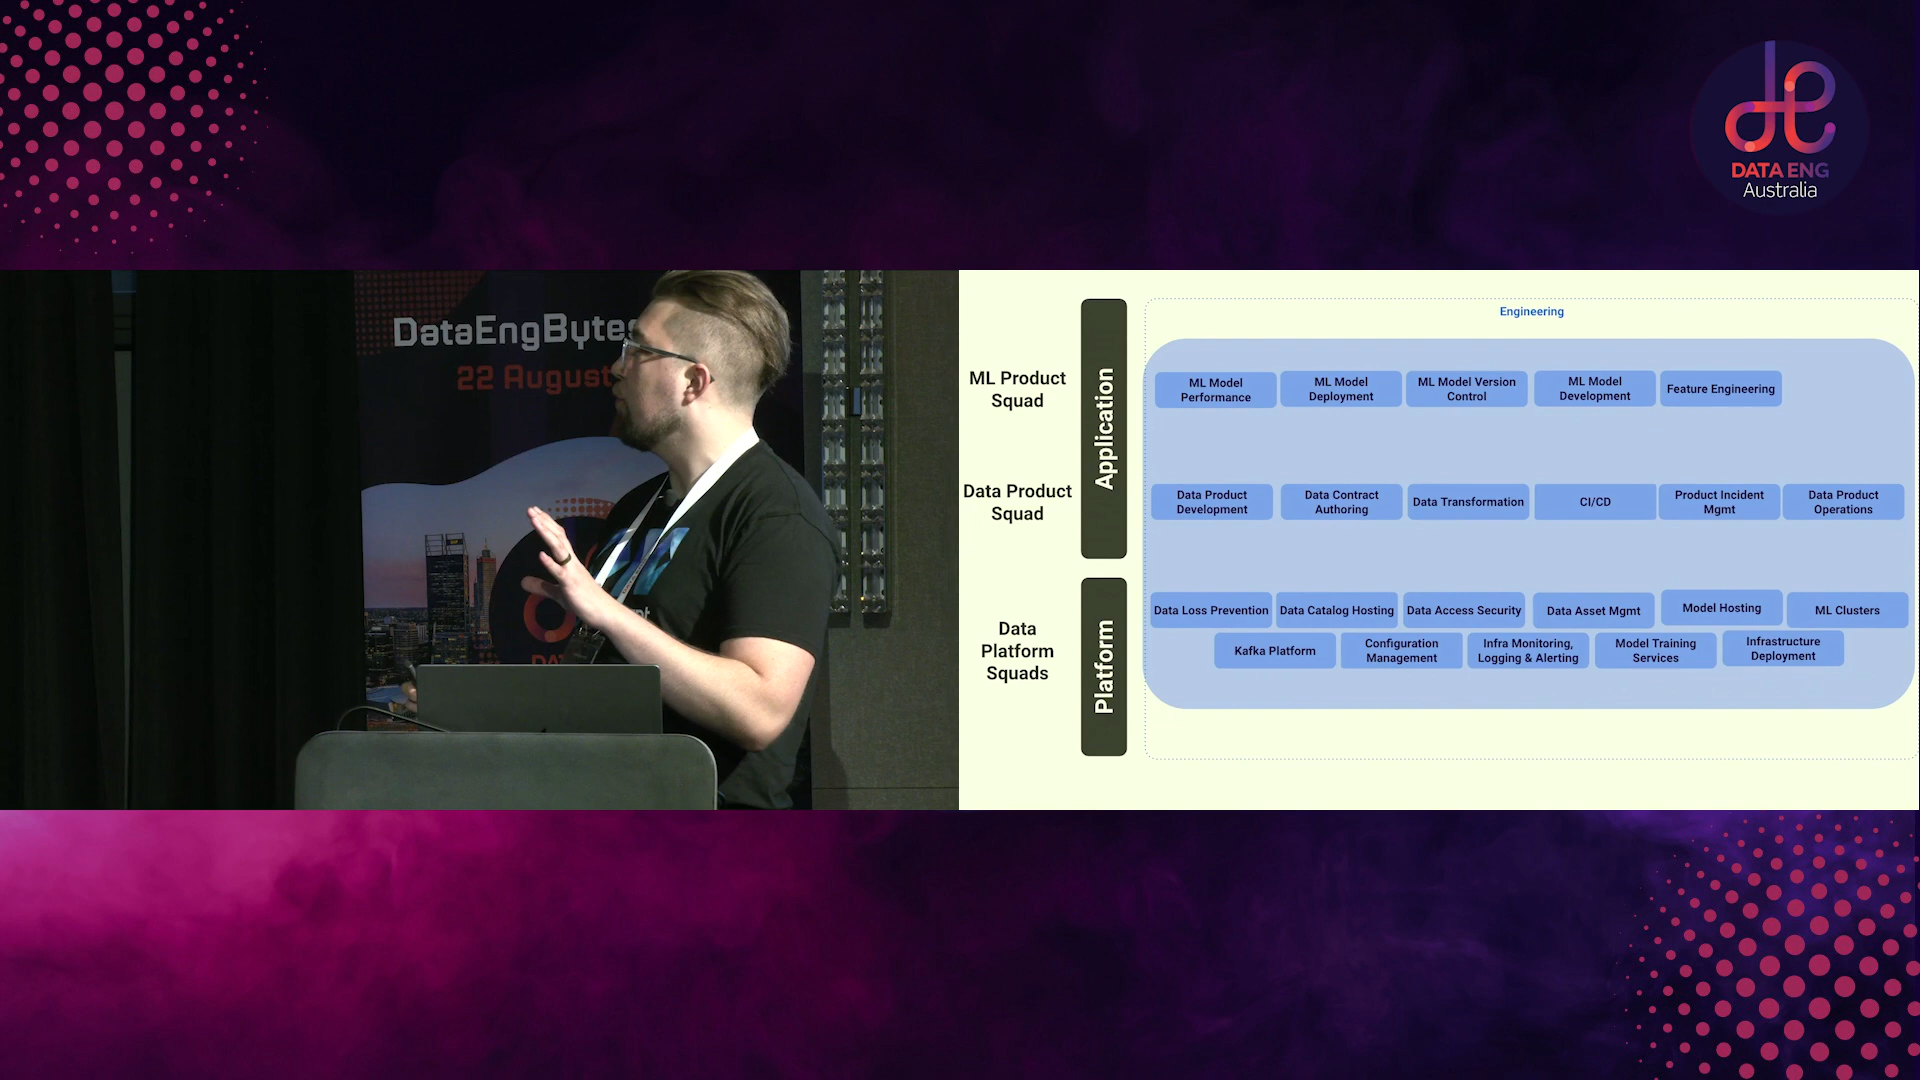 DATA ENG
Australia
DataEngBytes
22 August
Engineering
ML Product
Squad
Application
ML Model
Performance
ML Model
Deployment
ML Model Version
Control
ML Model
Development
Feature Engineering
Data Product
Squad
Data Product
Development
Data Contract
Authoring
Data Transformation
CI/CD
Product Incident
Mgmt
Data Product
Operations
Data
Platform
Squads
Platform
Data Loss Prevention
Data Catalog Hosting
Data Access Security
Data Asset Mgmt
Model Hosting
ML Clusters
Kafka Platform
Configuration
Management
Infra Monitoring,
Logging & Alerting
Model Training
Services
Infrastructure
Deployment